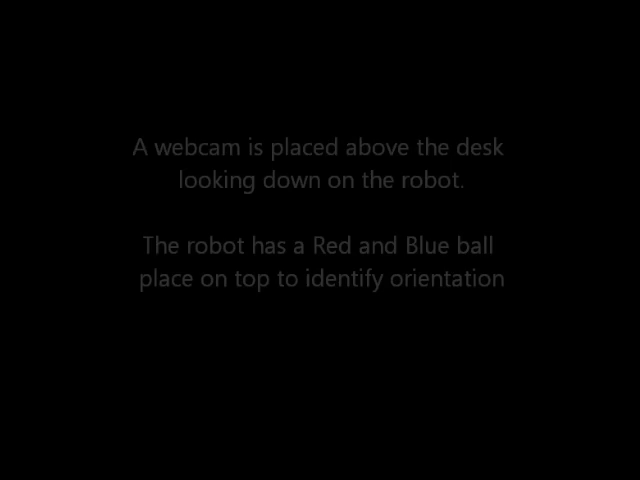 A webcam is placed above the desk
looking down on the robot.
The robot has a Red and Blue ball
place on top to identify orientation